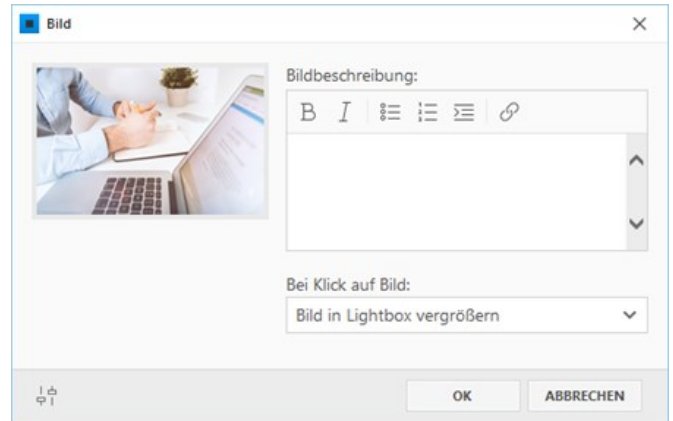 Bild
Bildbeschreibung:
B I
Bei Klick auf Bild:
Bild in Lightbox vergrößern
OK ABBRECHEN